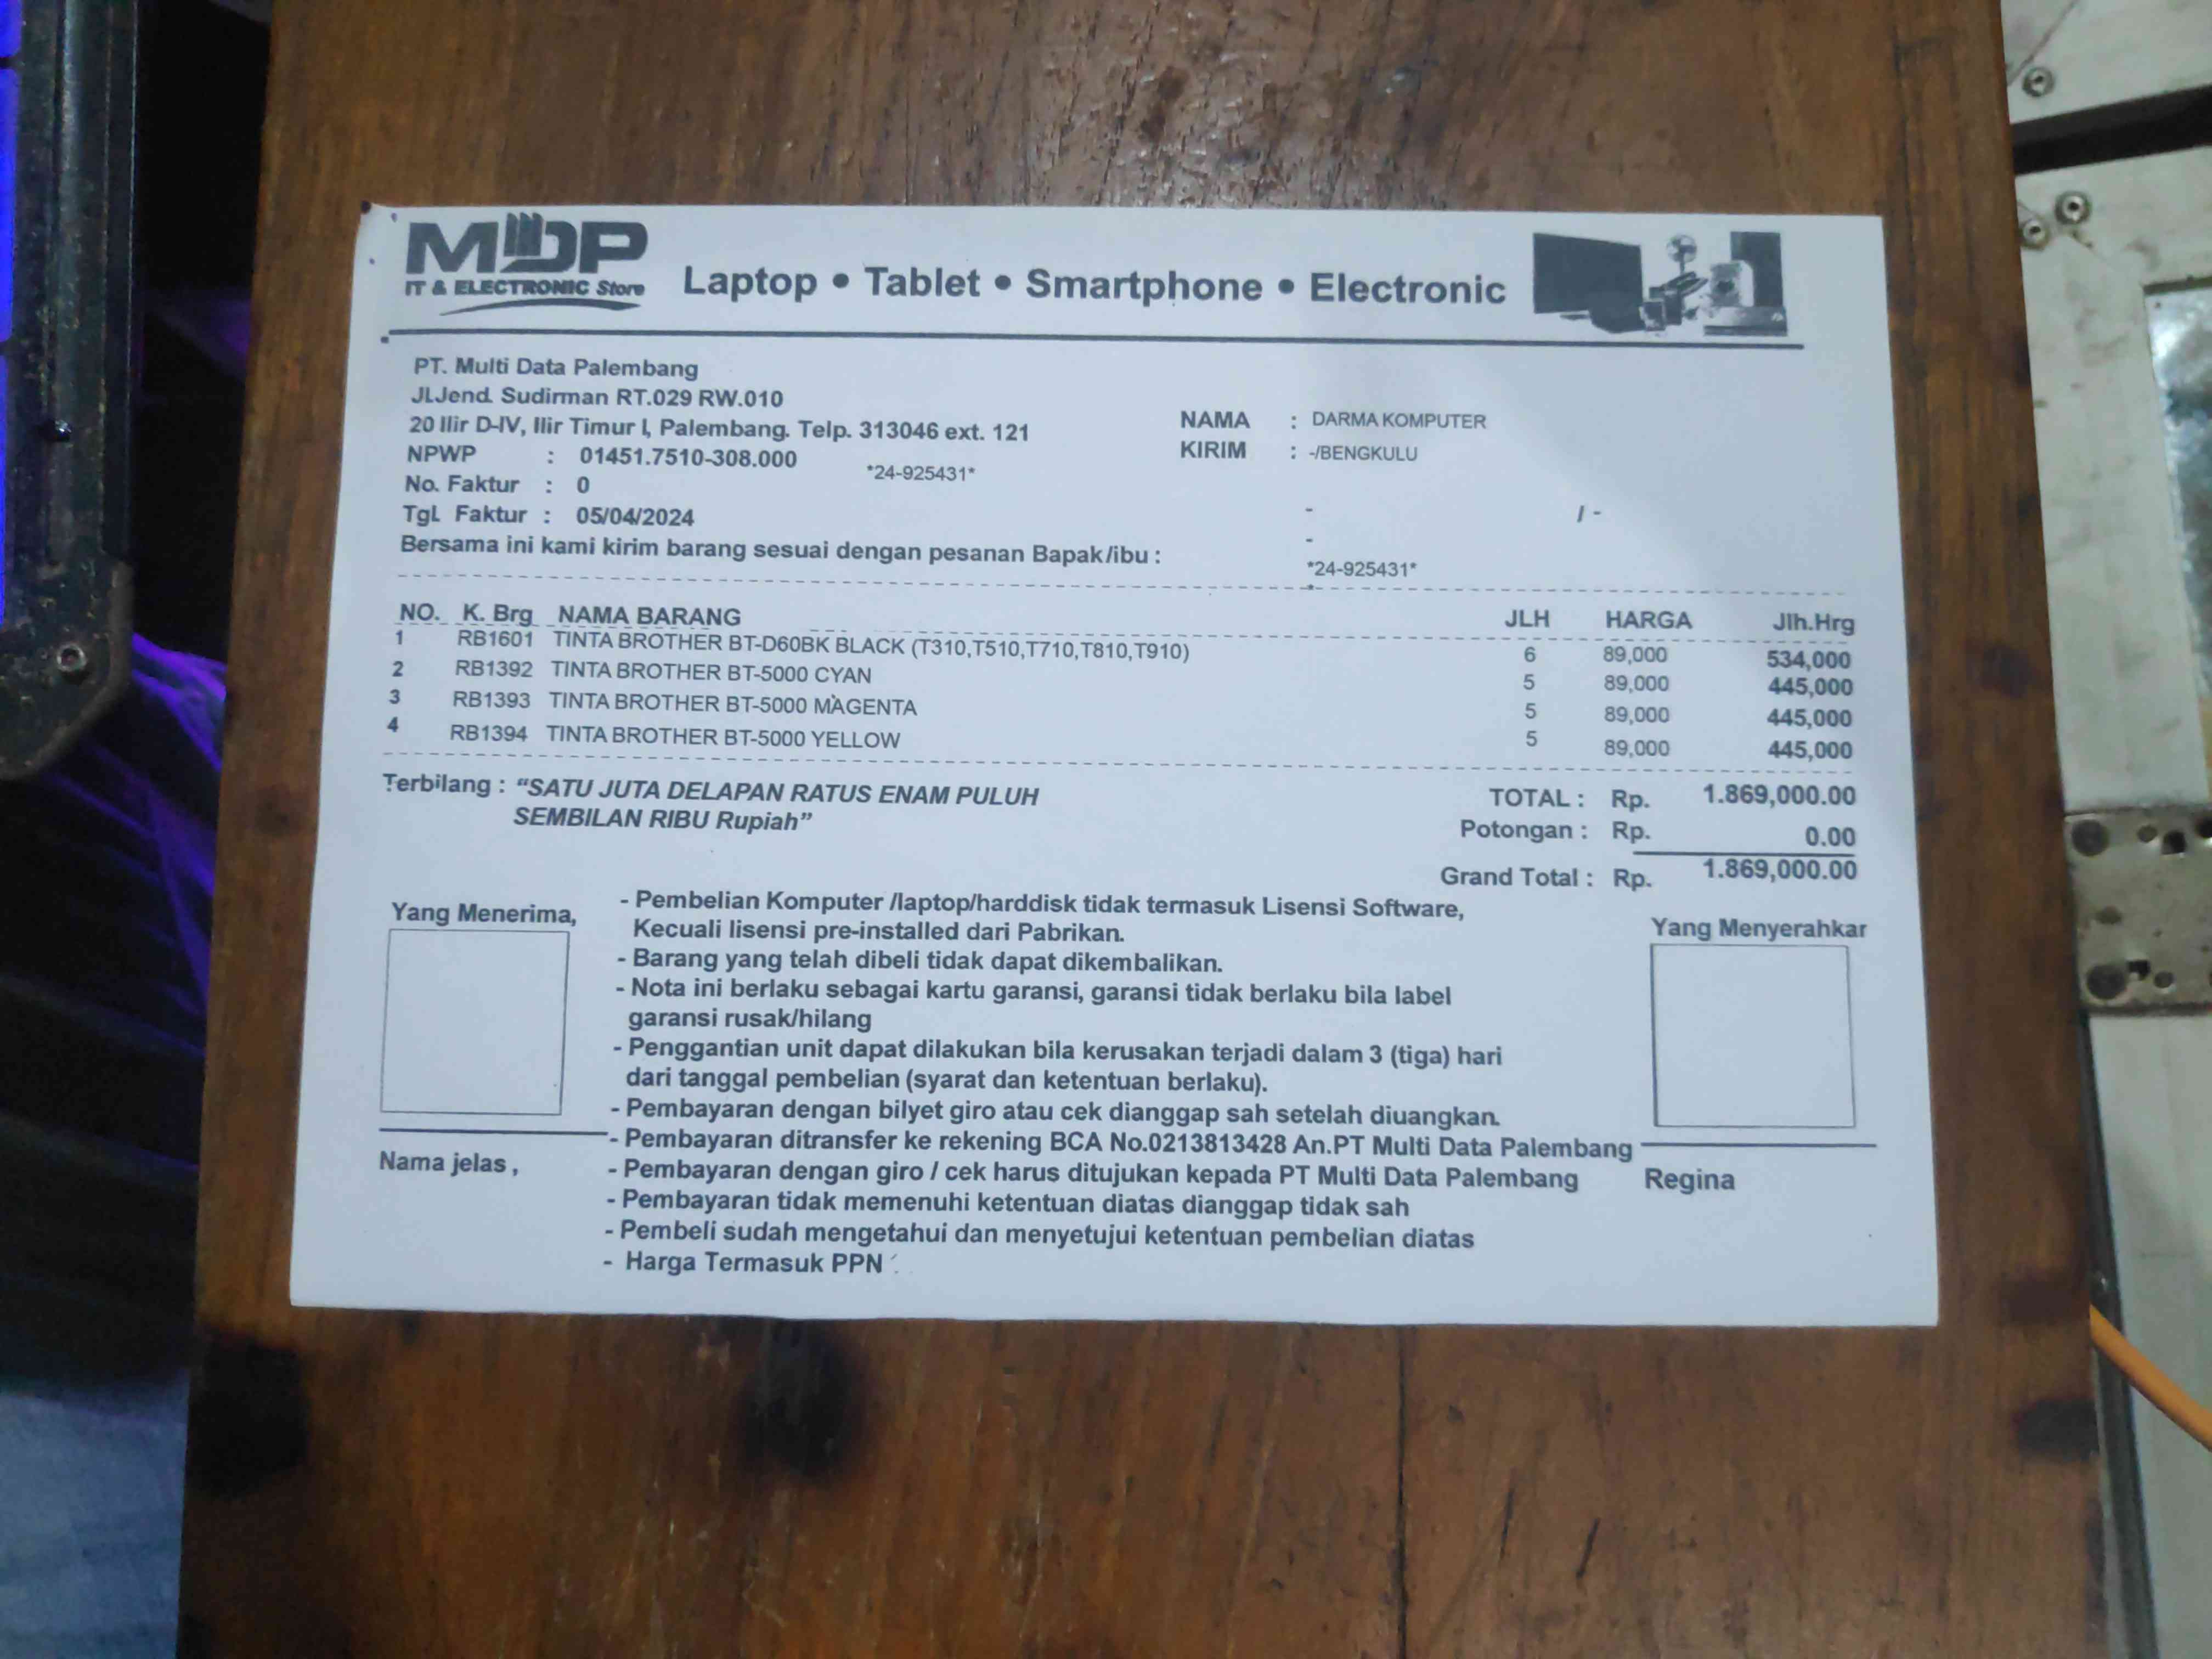 MDP
IT & ELECTRONIC Store
Laptop • Tablet • Smartphone • Electronic
PT. Multi Data Palembang
Jl.Jend. Sudirman RT.029 RW.010
20 Ilir D-IV, Ilir Timur I, Palembang. Telp. 313046 ext. 121
NPWP : 01451.7510-308.000
*24-925431*
No. Faktur : 0
Tgl. Faktur : 05/04/2024
Bersama ini kami kirim barang sesuai dengan pesanan Bapak/ibu :
NAMA : DARMA KOMPUTER
KIRIM : -/BENGKULU
- / -
-
*24-925431*
NO. K. Brg NAMA BARANG JLH HARGA Jlh.Hrg
1 RB1601 TINTA BROTHER BT-D60BK BLACK (T310,T510,T710,T810,T910) 6 89,000 534,000
2 RB1392 TINTA BROTHER BT-5000 CYAN 5 89,000 445,000
3 RB1393 TINTA BROTHER BT-5000 MAGENTA 5 89,000 445,000
4 RB1394 TINTA BROTHER BT-5000 YELLOW 5 89,000 445,000
Terbilang : “SATU JUTA DELAPAN RATUS ENAM PULUH
SEMBILAN RIBU Rupiah”
TOTAL : Rp. 1.869,000.00
Potongan : Rp. 0.00
Grand Total : Rp. 1.869,000.00
Yang Menerima,
- Pembelian Komputer /laptop/harddisk tidak termasuk Lisensi Software,
Kecuali lisensi pre-installed dari Pabrikan.
- Barang yang telah dibeli tidak dapat dikembalikan.
- Nota ini berlaku sebagai kartu garansi, garansi tidak berlaku bila label
garansi rusak/hilang
- Penggantian unit dapat dilakukan bila kerusakan terjadi dalam 3 (tiga) hari
dari tanggal pembelian (syarat dan ketentuan berlaku).
- Pembayaran dengan bilyet giro atau cek dianggap sah setelah diuangkan.
- Pembayaran ditransfer ke rekening BCA No.0213813428 An.PT Multi Data Palembang
- Pembayaran dengan giro / cek harus ditujukan kepada PT Multi Data Palembang
- Pembayaran tidak memenuhi ketentuan diatas dianggap tidak sah
- Pembeli sudah mengetahui dan menyetujui ketentuan pembelian diatas
- Harga Termasuk PPN
Nama jelas ,
Yang Menyerahkar
Regina